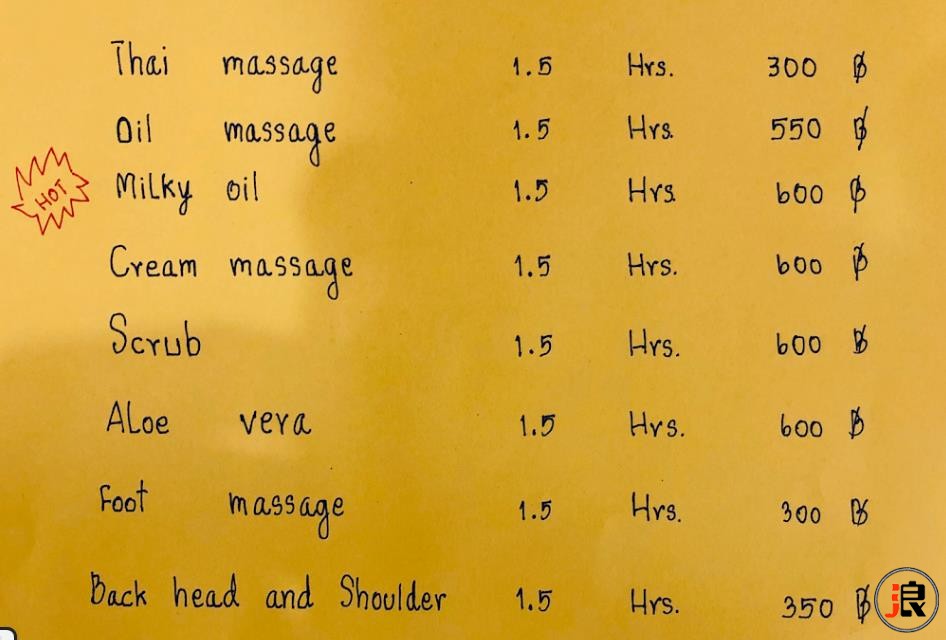 Thai massage 1.5 Hrs. 300 ฿
Oil massage 1.5 Hrs. 550 ฿
HOT Milky oil 1.5 Hrs. 600 ฿
Cream massage 1.5 Hrs. 600 ฿
Scrub 1.5 Hrs. 600 ฿
ALoe vera 1.5 Hrs. 600 ฿
Foot massage 1.5 Hrs. 300 ฿
Back head and Shoulder 1.5 Hrs. 350 ฿
浪